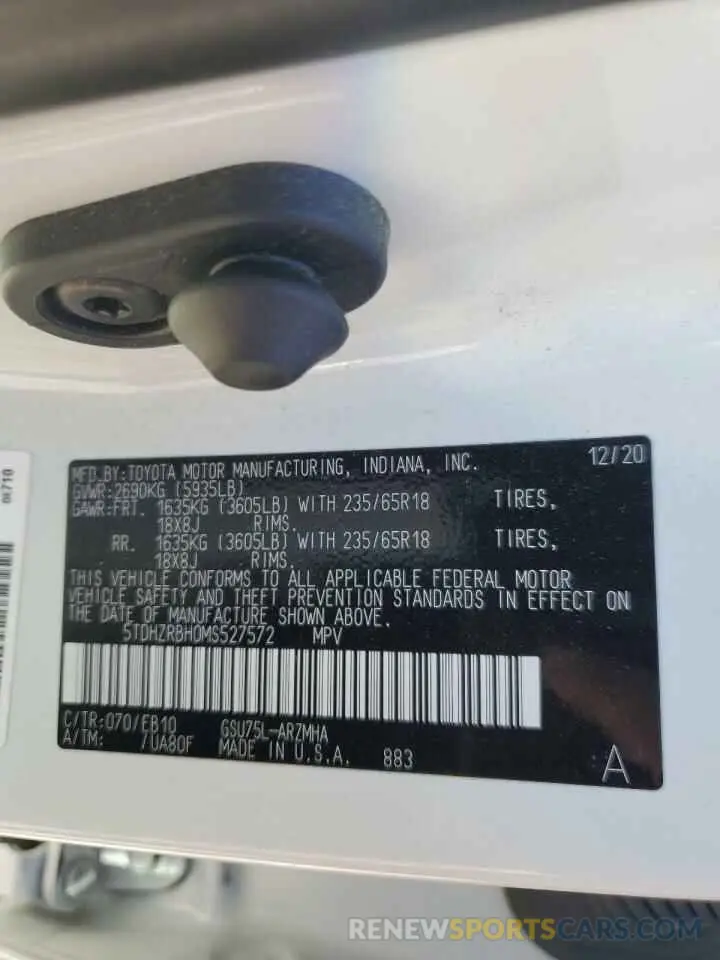 MFD.BY:TOYOTA MOTOR MANUFACTURING, INDIANA, INC. 12/20
GVWR:2690KG (5935LB)
GAWR:FRT. 1635KG (3605LB) WITH 235/65R18 TIRES,
18X8J RIMS.
RR. 1635KG (3605LB) WITH 235/65R18 TIRES,
18X8J RIMS.
THIS VEHICLE CONFORMS TO ALL APPLICABLE FEDERAL MOTOR
VEHICLE SAFETY AND THEFT PREVENTION STANDARDS IN EFFECT ON
THE DATE OF MANUFACTURE SHOWN ABOVE.
5TDHZRBH0MS527572 MPV
C/TR:070/EB10 GSU75L-ARZMHA
A/TM: 7UA80F MADE IN U.S.A. 883 A
RENEWSPORTSCARS.COM